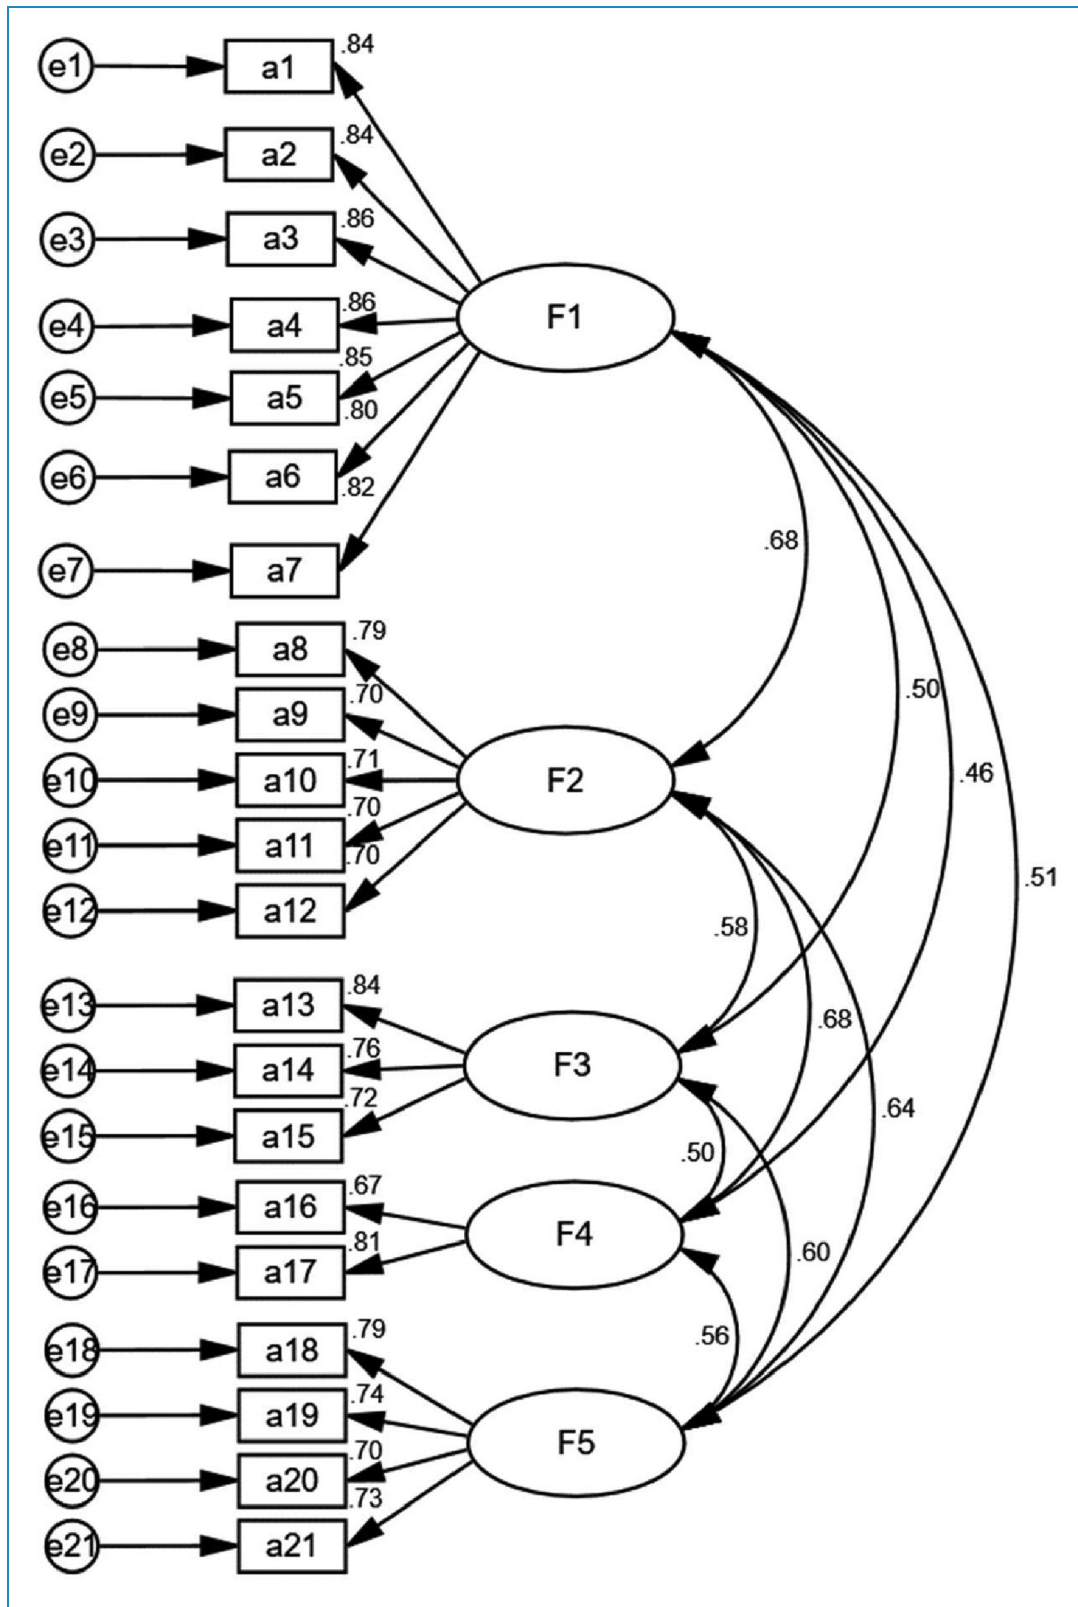 .84
e1 a1
.84
e2 a2
.86
e3 a3
F1
.86
e4 a4
.85
e5 a5
.80
e6 a6
.82
.68
e7 a7
.79
e8 a8
.70
.50
e9 a9
.71
.46
e10 a10 F2
.70
e11 a11
.70
.51
e12 a12
.58
.84
e13 a13
.68
.76
e14 a14 F3
.72
.64
e15 a15
.50
.67
e16 a16
.81
F4
.60
e17 a17
.79
.56
e18 a18
.74
e19 a19
F5
.70
e20 a20
.73
e21 a21